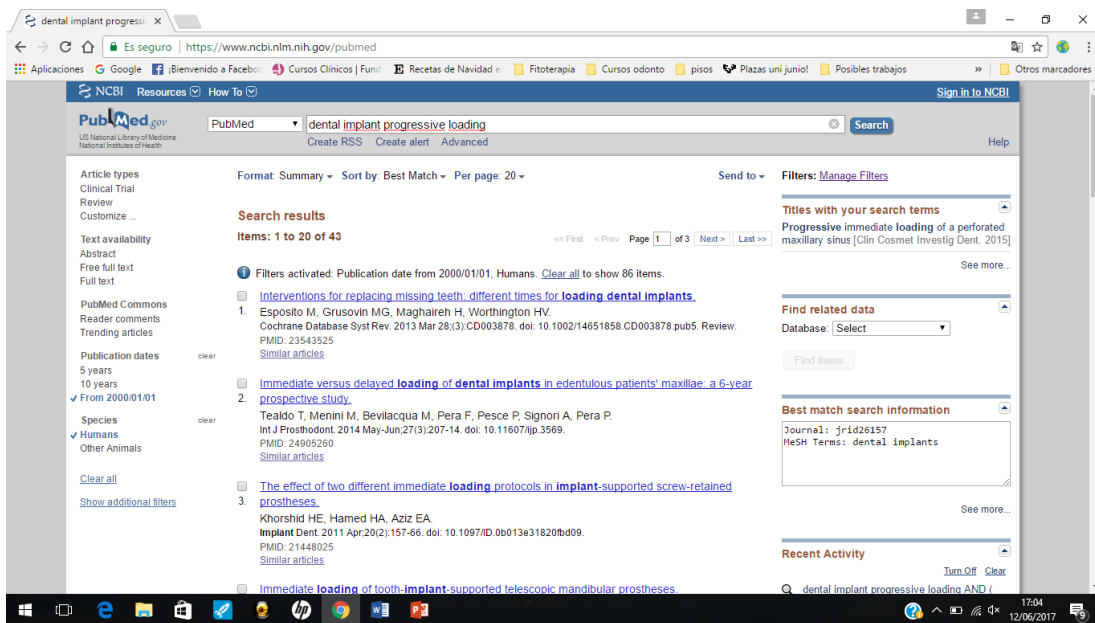 dental implant progressi
Es seguro | https://www.ncbi.nlm.nih.gov/pubmed
Aplicaciones Google ¡Bienvenido a Faceboo Cursos Clínicos | Fund Recetas de Navidad e Fitoterapia Cursos odonto pisos Plazas uni junio! Posibles trabajos » Otros marcadores
NCBI Resources How To Sign in to NCBI
PubMed.gov
US National Library of Medicine
National Institutes of Health
PubMed dental implant progressive loading Search
Create RSS Create alert Advanced Help
Article types
Clinical Trial
Review
Customize ...
Text availability
Abstract
Free full text
Full text
PubMed Commons
Reader comments
Trending articles
Publication dates clear
5 years
10 years
From 2000/01/01
Species clear
Humans
Other Animals
Clear all
Show additional filters
Format: Summary Sort by: Best Match Per page: 20 Send to
Search results
Items: 1 to 20 of 43
<< First < Prev Page 1 of 3 Next > Last >>
Filters activated: Publication date from 2000/01/01, Humans. Clear all to show 86 items.
Interventions for replacing missing teeth: different times for loading dental implants.
1. Esposito M, Grusovin MG, Maghaireh H, Worthington HV.
Cochrane Database Syst Rev. 2013 Mar 28;(3):CD003878. doi: 10.1002/14651858.CD003878.pub5. Review.
PMID: 23543525
Similar articles
Immediate versus delayed loading of dental implants in edentulous patients' maxillae: a 6-year
2. prospective study.
Tealdo T, Menini M, Bevilacqua M, Pera F, Pesce P, Signori A, Pera P.
Int J Prosthodont. 2014 May-Jun;27(3):207-14. doi: 10.11607/ijp.3569.
PMID: 24905260
Similar articles
The effect of two different immediate loading protocols in implant-supported screw-retained
3. prostheses.
Khorshid HE, Hamed HA, Aziz EA.
Implant Dent. 2011 Apr;20(2):157-66. doi: 10.1097/ID.0b013e31820fbd09.
PMID: 21448025
Similar articles
Immediate loading of tooth-implant-supported telescopic mandibular prostheses.
Filters: Manage Filters
Titles with your search terms
Progressive immediate loading of a perforated
maxillary sinus [Clin Cosmet Investig Dent. 2015]
See more...
Find related data
Database: Select
Find items
Best match search information
Journal: jrid26157
MeSH Terms: dental implants
See more...
Recent Activity
Turn Off Clear
dental implant progressive loading AND (
17:04
12/06/2017